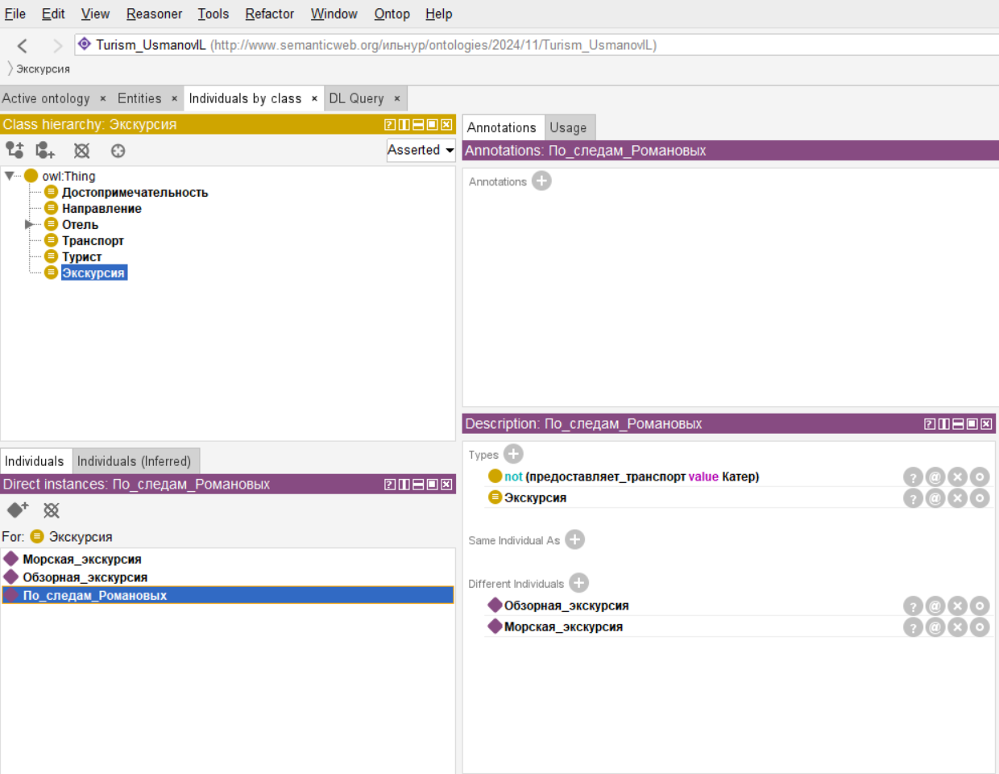 File Edit View Reasoner Tools Refactor Window Ontop Help
Turism_UsmanovIL (http://www.semanticweb.org/ильнур/ontologies/2024/11/Turism_UsmanovIL)
Экскурсия
Active ontology × Entities × Individuals by class × DL Query ×
Class hierarchy: Экскурсия
Asserted
owl:Thing
Достопримечательность
Направление
Отель
Транспорт
Турист
Экскурсия
Individuals Individuals (Inferred)
Direct instances: По_следам_Романовых
For: Экскурсия
Морская_экскурсия
Обзорная_экскурсия
По_следам_Романовых
Annotations Usage
Annotations: По_следам_Романовых
Annotations
Description: По_следам_Романовых
Types
not (предоставляет_транспорт value Катер)
Экскурсия
Same Individual As
Different Individuals
Обзорная_экскурсия
Морская_экскурсия